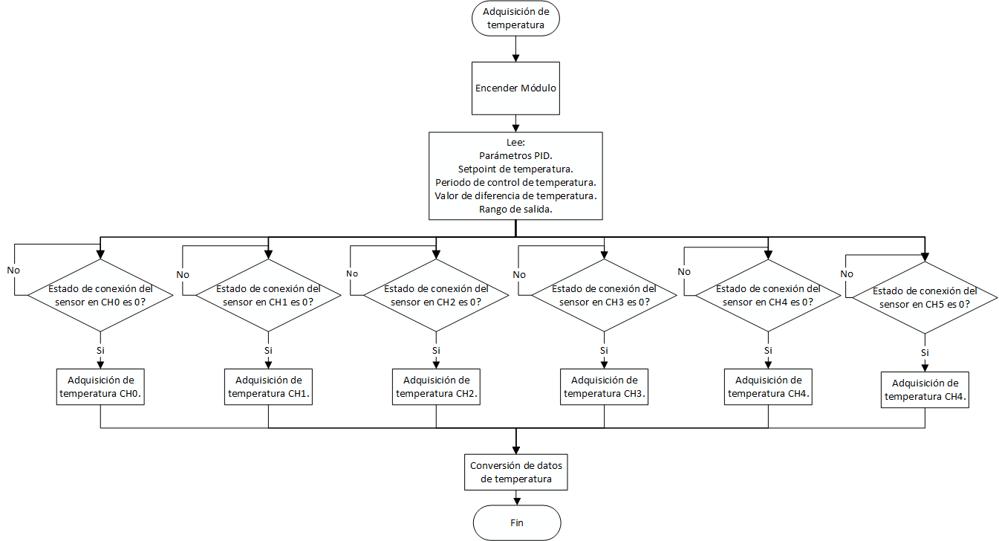 Adquisición de
temperatura
Encender Módulo
Lee:
Parámetros PID.
Setpoint de temperatura.
Periodo de control de temperatura.
Valor de diferencia de temperatura.
Rango de salida.
No
Estado de conexión del
sensor en CH0 es 0?
Si
Adquisición de
temperatura CH0.
No
Estado de conexión del
sensor en CH1 es 0?
Si
Adquisición de
temperatura CH1.
No
Estado de conexión del
sensor en CH2 es 0?
Si
Adquisición de
temperatura CH2.
No
Estado de conexión del
sensor en CH3 es 0?
Si
Adquisición de
temperatura CH3.
No
Estado de conexión del
sensor en CH4 es 0?
Si
Adquisición de
temperatura CH4.
No
Estado de conexión del
sensor en CH5 es 0?
Si
Adquisición de
temperatura CH4.
Conversión de datos
de temperatura
Fin